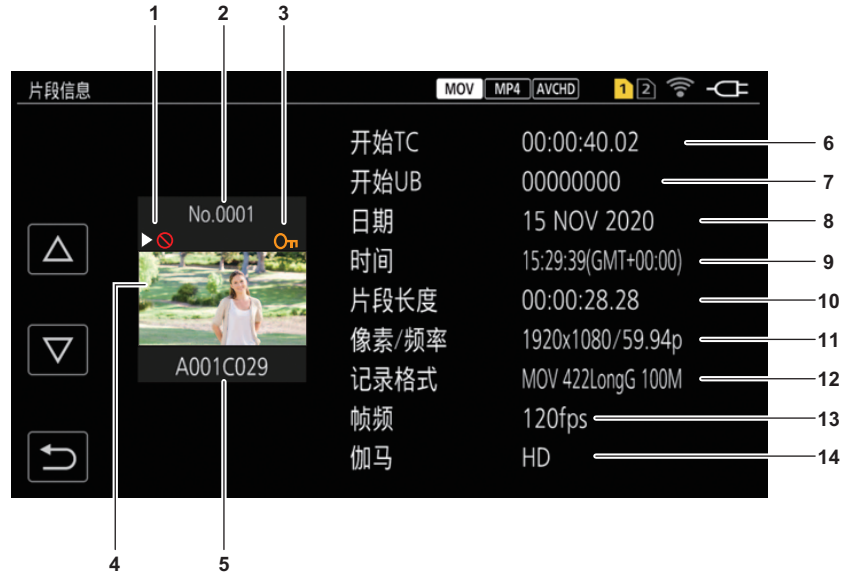 1 2 3
片段信息 MOV MP4 AVCHD 1 2
开始TC 00:00:40.02 6
开始UB 00000000 7
No.0001
日期 15 NOV 2020 8
时间 15:29:39(GMT+00:00) 9
4
片段长度 00:00:28.28 10
像素/频率 1920x1080/59.94p 11
A001C029
记录格式 MOV 422LongG 100M 12
帧频 120fps 13
伽马 HD 14
5